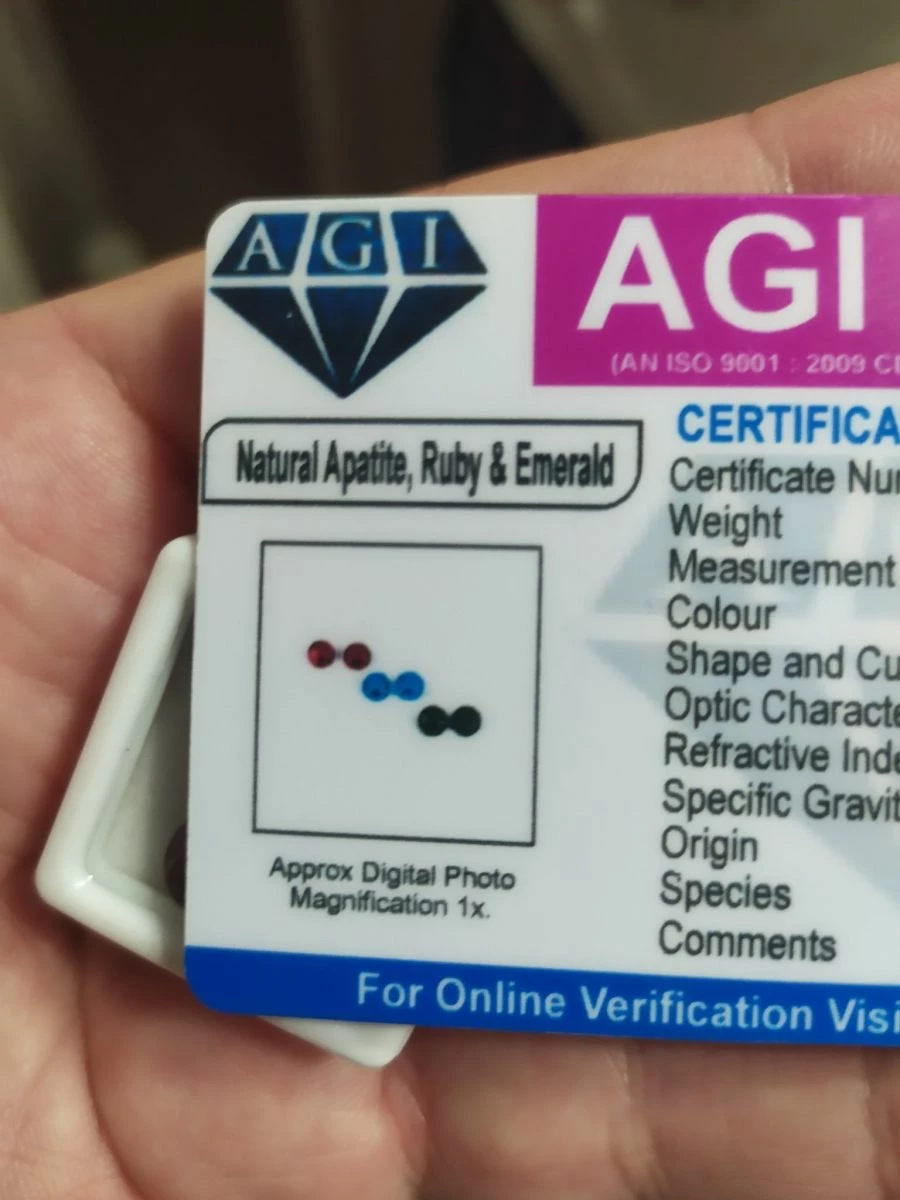 AGI
AGI
(AN ISO 9001 : 2009
Natural Apatite, Ruby & Emerald
CERTIFICA
Certificate Nu
Weight
Measurement
Colour
Shape and Cu
Optic Characte
Refractive Inde
Specific Gravit
Origin
Species
Comments
Approx Digital Photo
Magnification 1x.
For Online Verification Visi